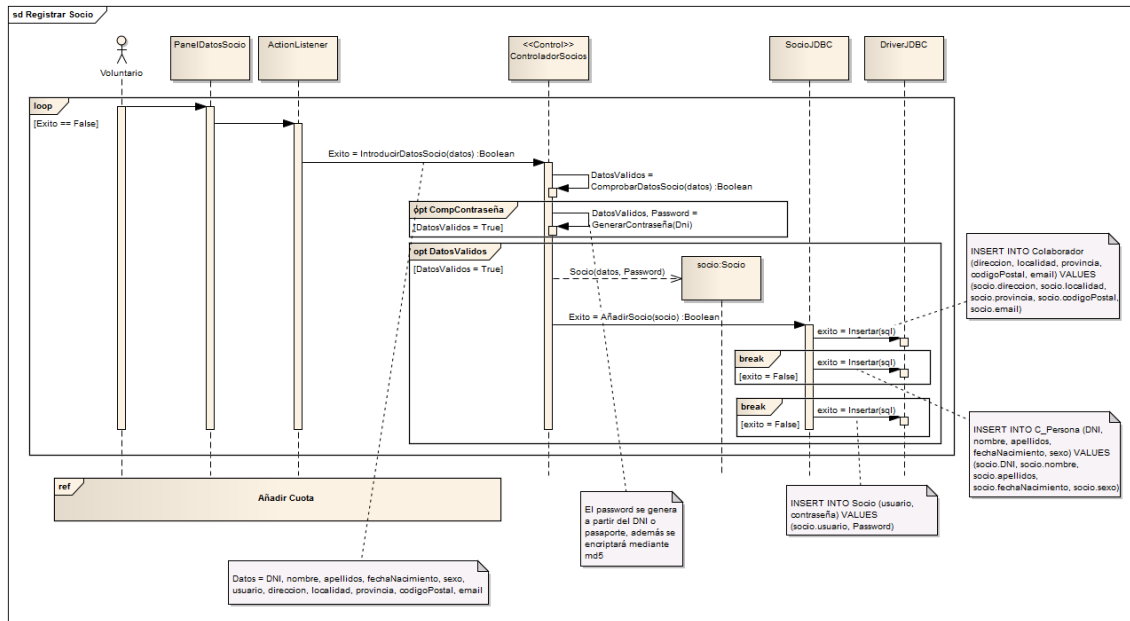 sd Registrar Socio
Voluntario
PanelDatosSocio
ActionListener
<<Control>>
ControladorSocios
SocioJDBC
DriverJDBC
loop
[Exito == False]
Exito = IntroducirDatosSocio(datos) :Boolean
DatosValidos =
ComprobarDatosSocio(datos) :Boolean
opt CompContraseña
[DatosValidos = True]
DatosValidos, Password =
GenerarContraseña(Dni)
opt DatosValidos
[DatosValidos = True]
Socio(datos, Password)
socio:Socio
Exito = AñadirSocio(socio) :Boolean
exito = Insertar(sql)
break
[exito = False]
exito = Insertar(sql)
break
[exito = False]
exito = Insertar(sql)
INSERT INTO Colaborador
(direccion, localidad, provincia,
codigoPostal, email) VALUES
(socio.direccion, socio.localidad,
socio.provincia, socio.codigoPostal,
socio.email)
INSERT INTO C_Persona (DNI,
nombre, apellidos,
fechaNacimiento, sexo) VALUES
(socio.DNI, socio.nombre,
socio.apellidos,
socio.fechaNacimiento, socio.sexo)
INSERT INTO Socio (usuario,
contraseña) VALUES
(socio.usuario, Password)
ref
Añadir Cuota
El password se genera
a partir del DNI o
pasaporte, además se
encriptará mediante
md5
Datos = DNI, nombre, apellidos, fechaNacimiento, sexo,
usuario, direccion, localidad, provincia, codigoPostal, email